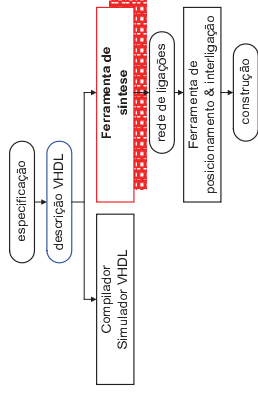 especificação
descrição VHDL
Compilador
Simulador VHDL
Ferramenta de
síntese
rede de ligações
Ferramenta de
posicionamento & interligação
construção